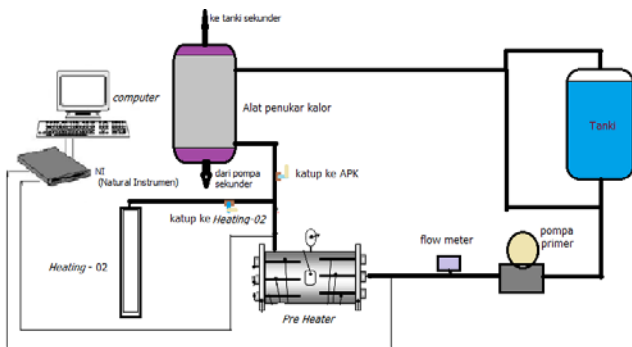 ke tanki sekunder
computer
Alat penukar kalor
Tanki
NI
(Natural Instrumen)
dari pompa
sekunder
katup ke APK
katup ke Heating-02
flow meter
pompa
primer
Heating - 02
Pre Heater